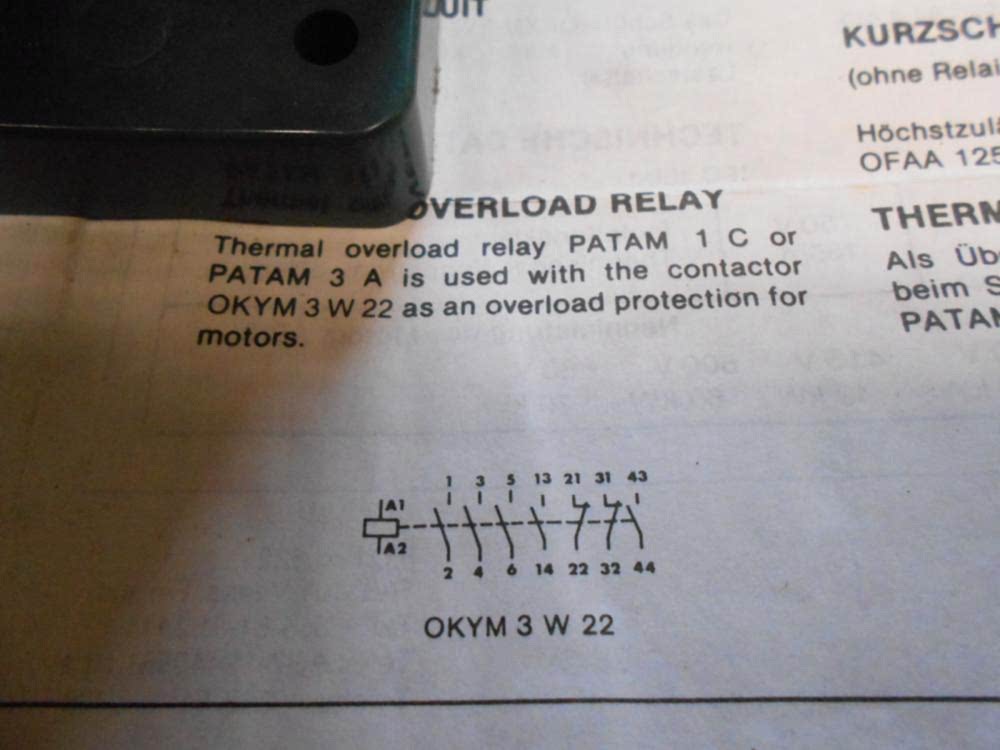 KURZSCH
(ohne Relai
Höchstzulä
OFAA 125
OVERLOAD RELAY
Thermal overload relay PATAM 1 C or
PATAM 3 A is used with the contactor
OKYM 3 W 22 as an overload protection for
motors.
THERM
Als Üb
beim S
PATAM
1 3 5 13 21 31 43
A1
A2
2 4 6 14 22 32 44
OKYM 3 W 22